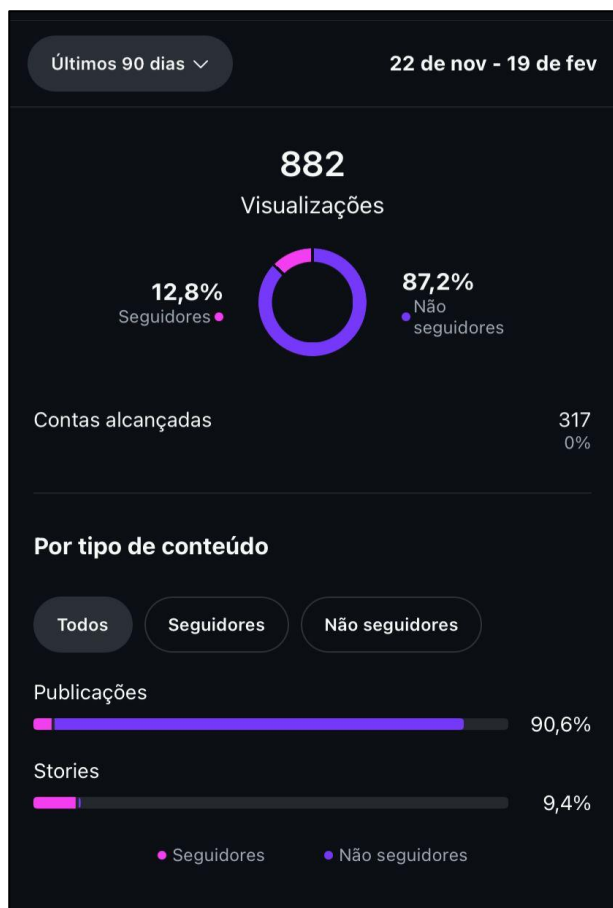 Últimos 90 dias
22 de nov - 19 de fev
882
Visualizações
12,8%
Seguidores
87,2%
Não
seguidores
Contas alcançadas
317
0%
Por tipo de conteúdo
Todos
Seguidores
Não seguidores
Publicações
90,6%
Stories
9,4%
Seguidores
Não seguidores